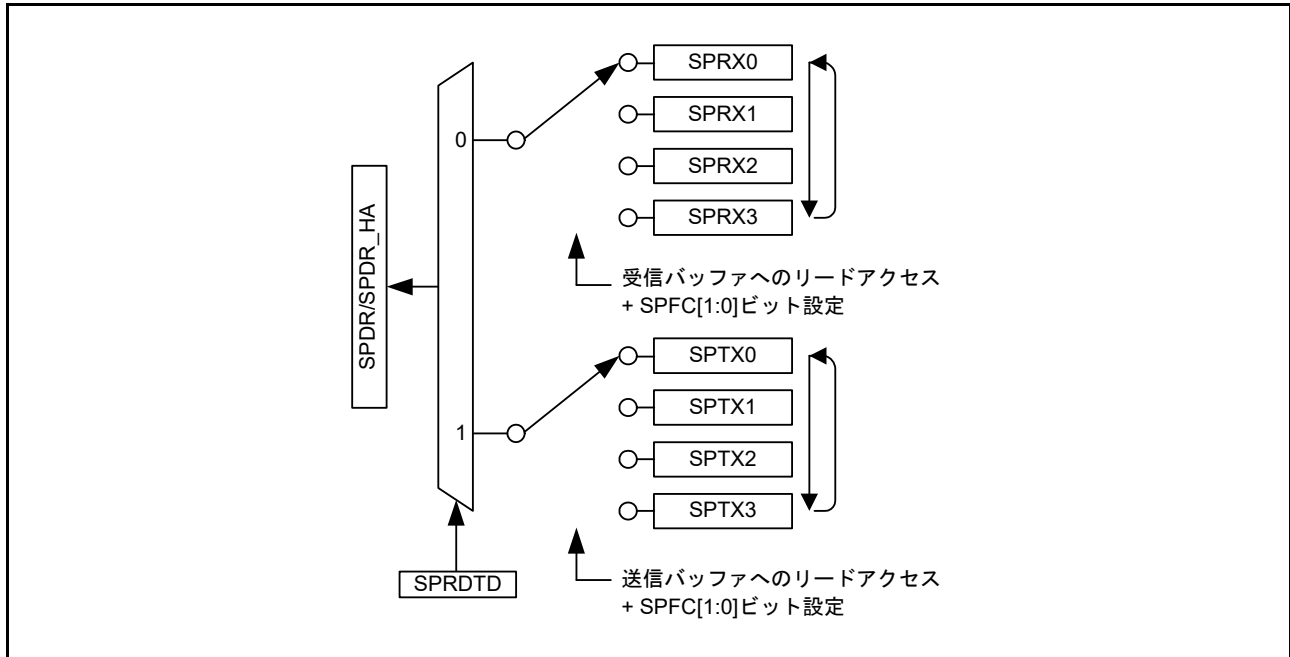 SPRX0
SPRX1
0
SPRX2
SPRX3
SPDR/SPDR_HA
受信バッファへのリードアクセス
+ SPFC[1:0]ビット設定
SPTX0
SPTX1
1
SPTX2
SPTX3
SPRDTD
送信バッファへのリードアクセス
+ SPFC[1:0]ビット設定